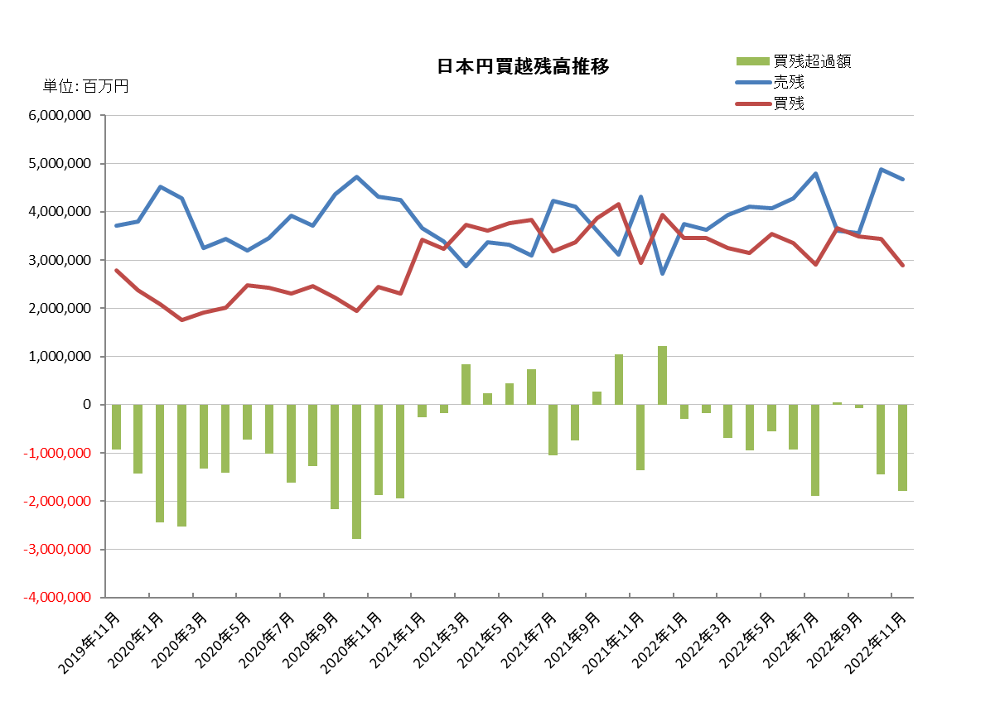 日本円買越残高推移
買残超過額
売残
買残
単位：百万円
6,000,000
5,000,000
4,000,000
3,000,000
2,000,000
1,000,000
0
-1,000,000
-2,000,000
-3,000,000
-4,000,000
2019年11月
2020年1月
2020年3月
2020年5月
2020年7月
2020年9月
2020年11月
2021年1月
2021年3月
2021年5月
2021年7月
2021年9月
2021年11月
2022年1月
2022年3月
2022年5月
2022年7月
2022年9月
2022年11月